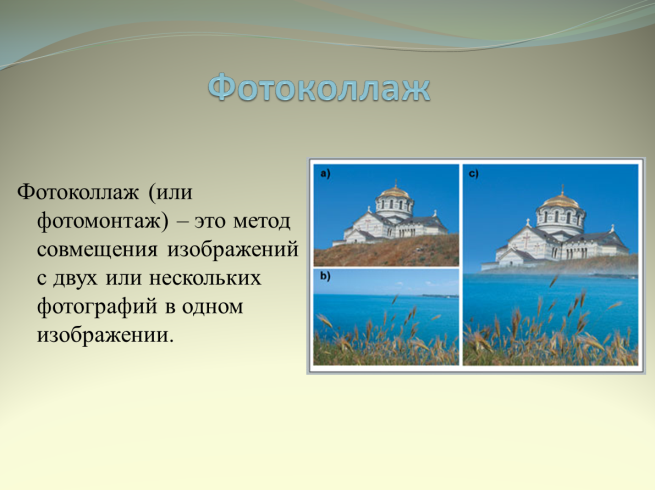 Фотоколлаж
Фотоколлаж (или
фотомонтаж) – это метод
совмещения изображений
с двух или нескольких
фотографий в одном
изображении.
a)
b)
c)